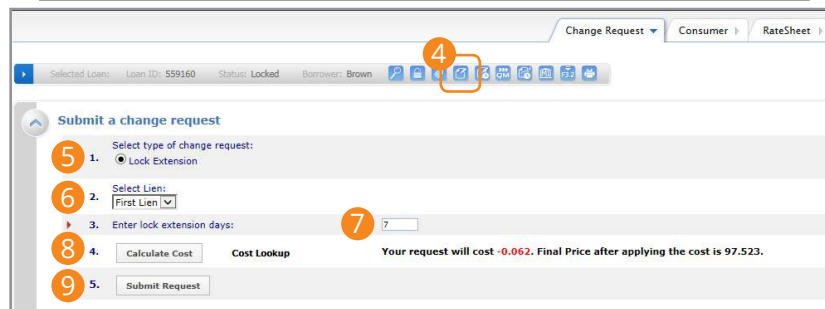 Change Request Consumer RateSheet
4
Selected Loan: Loan ID: 559160 Status: Locked Borrower: Brown QM F3.2
Submit a change request
5 1. Select type of change request:
Lock Extension
6 2. Select Lien:
First Lien
3. Enter lock extension days: 7 7
8 4. Calculate Cost Cost Lookup Your request will cost -0.062. Final Price after applying the cost is 97.523.
9 5. Submit Request